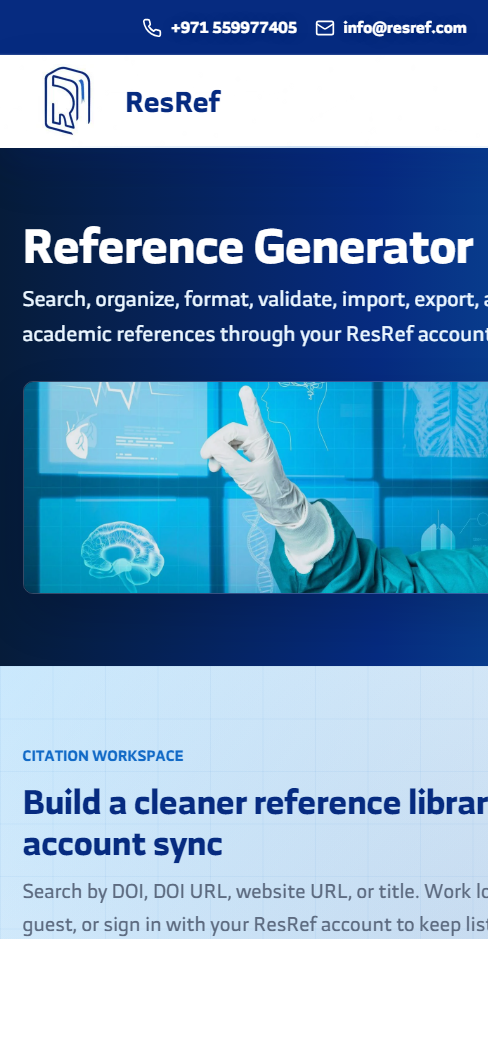 +971 559977405 info@resref.com
ResRef
Reference Generator
Search, organize, format, validate, import, export, a
academic references through your ResRef account
CITATION WORKSPACE
Build a cleaner reference librar
account sync
Search by DOI, DOI URL, website URL, or title. Work lo
guest, or sign in with your ResRef account to keep list